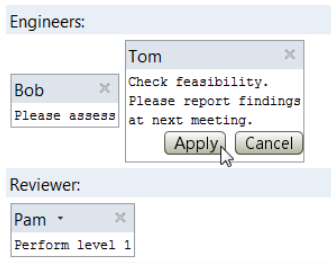 Engineers:
Bob
Please assess
Tom
Check feasibility.
Please report findings
at next meeting.
Apply Cancel
Reviewer:
Pam
Perform level 1